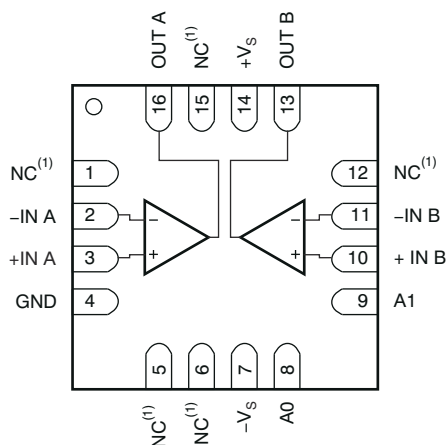 OUT A
NC(1)
+VS
OUT B
16
15
14
13
NC(1) 1
12 NC(1)
–IN A 2 –
– 11 –IN B
+IN A 3 +
+ 10 + IN B
GND 4
9 A1
5
6
7
8
NC(1)
NC(1)
–VS
A0